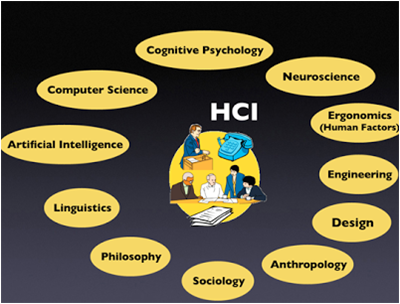 Cognitive Psychology
Neuroscience
Computer Science
HCI
Ergonomics
(Human Factors)
Artificial Intelligence
Engineering
Linguistics
Design
Philosophy
Anthropology
Sociology